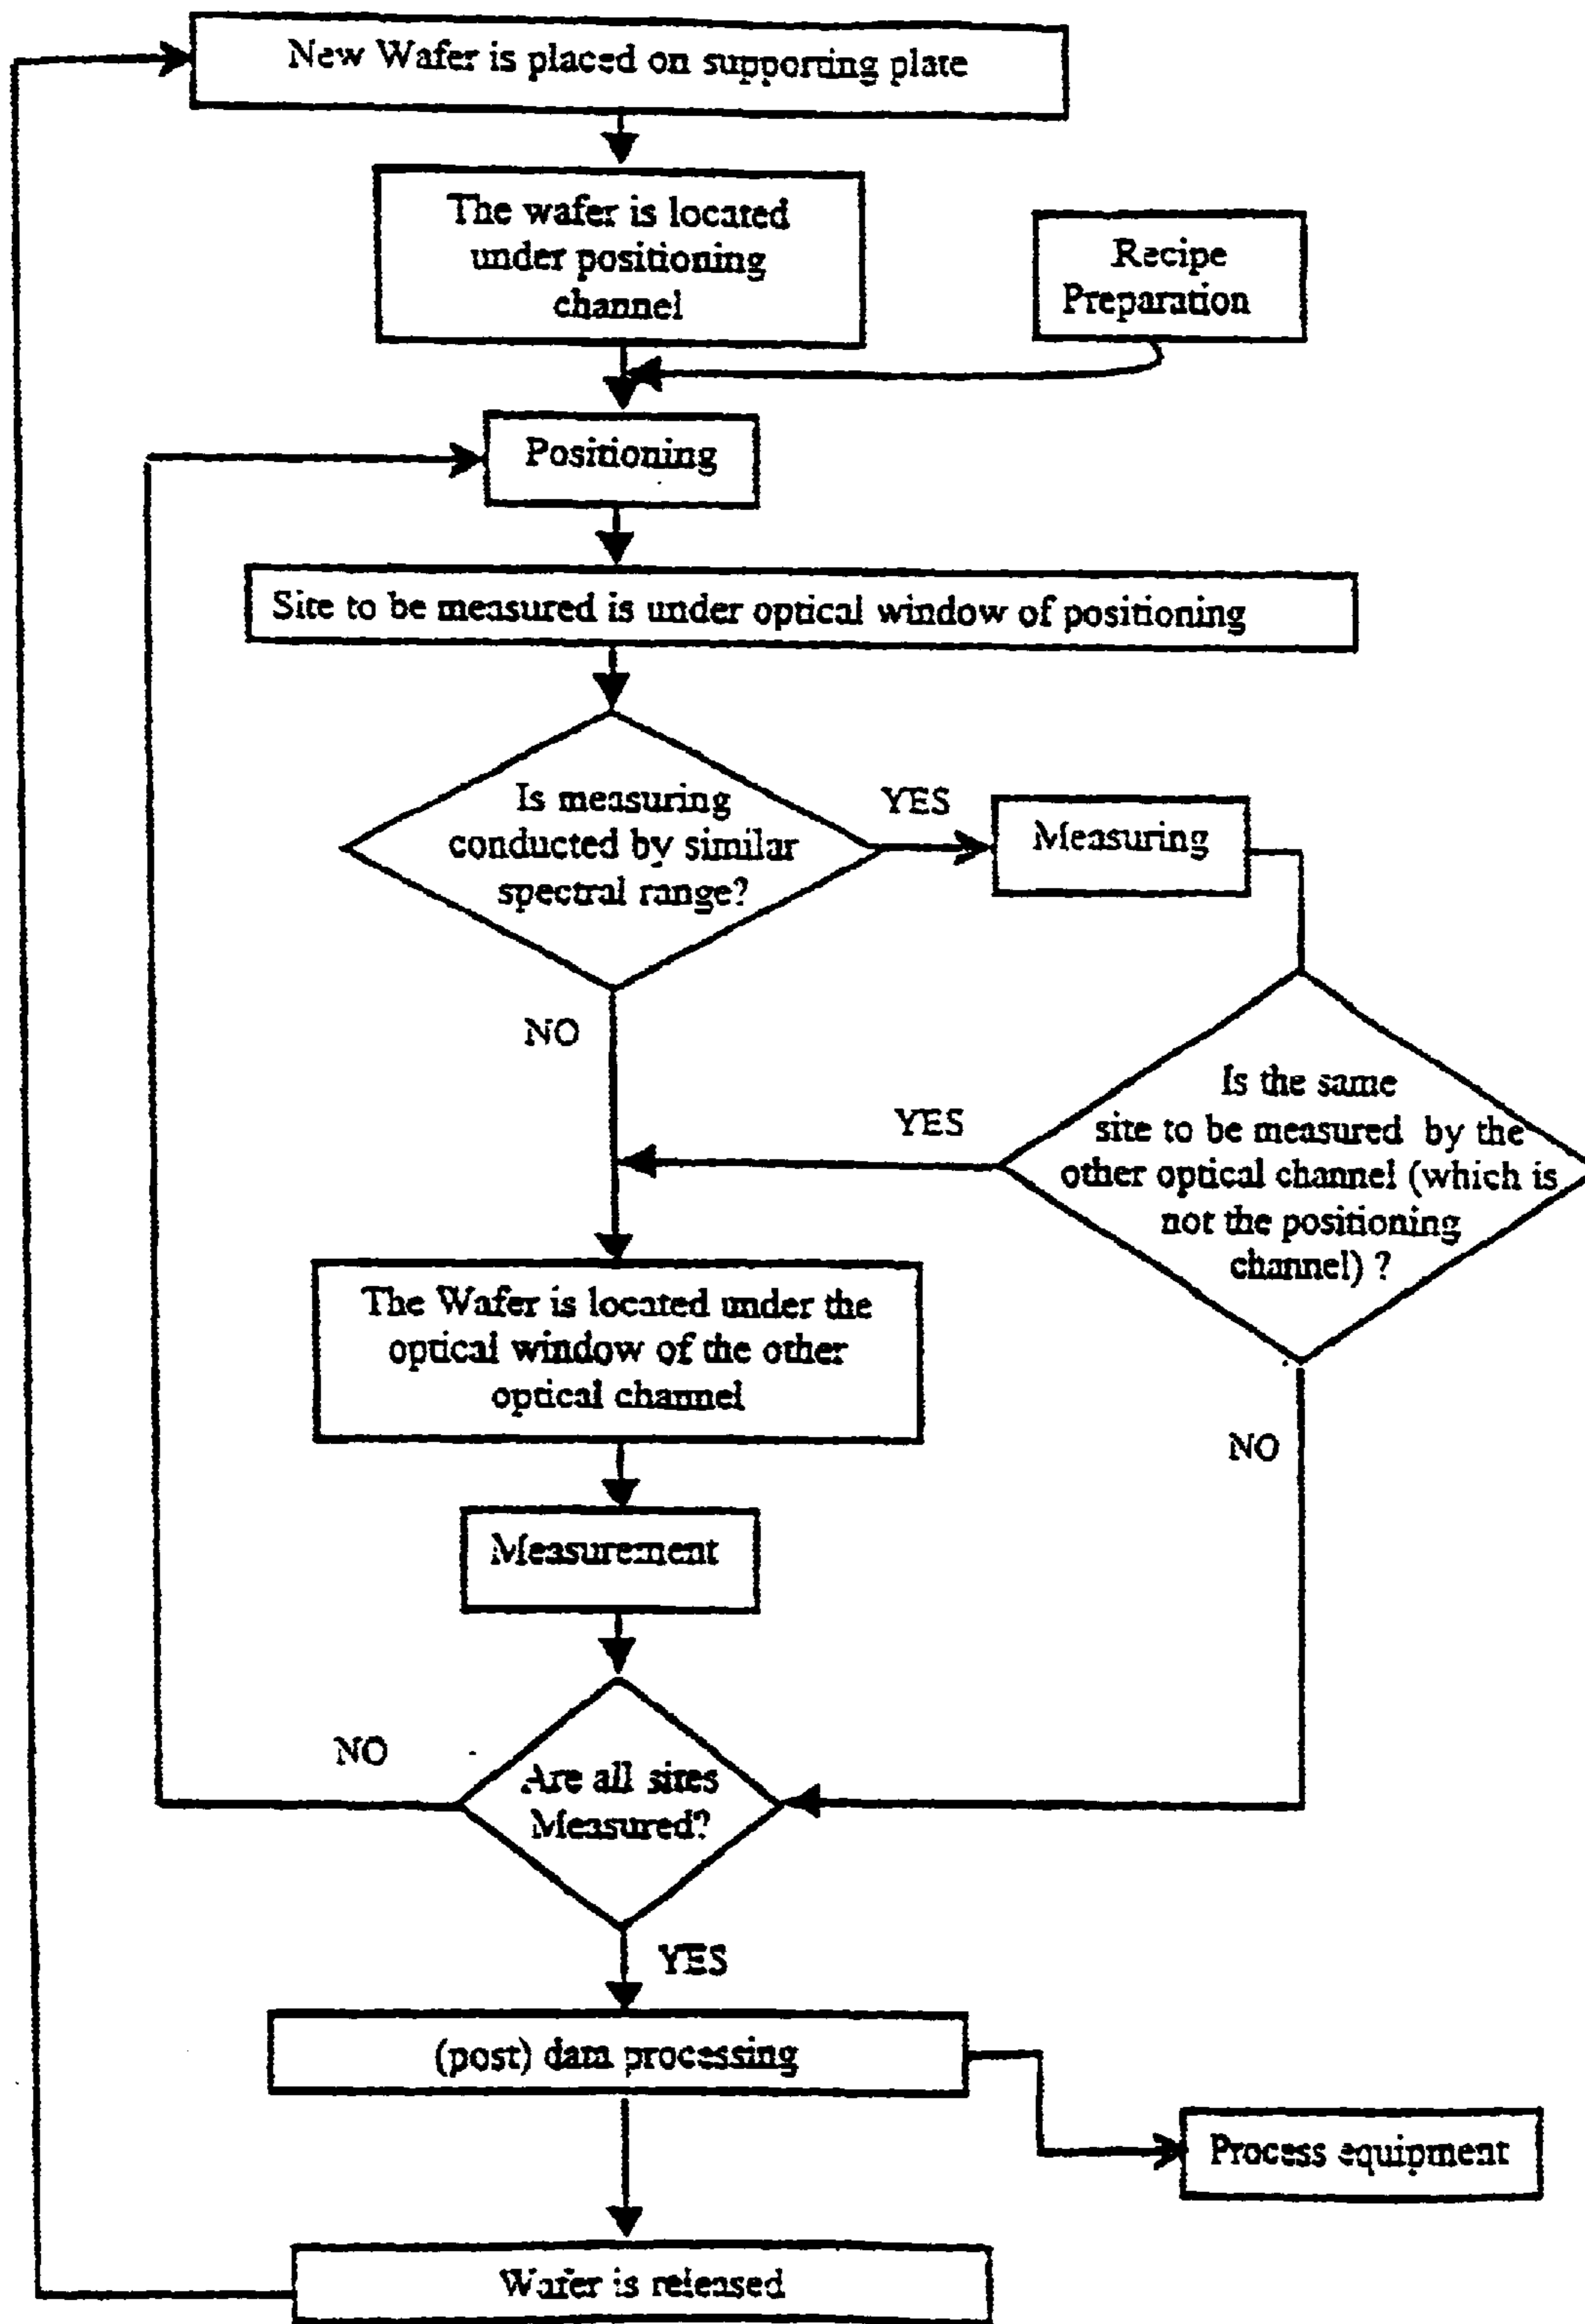 New Wafer is placed on supporting plate
The wafer is located
under positioning
channel
Recipe
Preparation
Positioning
Site to be measured is under optical window of positioning
Is measuring
conducted by similar
spectral range?
YES
Measuring
NO
Is the same
site to be measured by the
other optical channel (which is
not the positioning
channel) ?
YES
The Wafer is located under the
optical window of the other
optical channel
NO
Measurement
NO
Are all sites
Measured?
YES
(post) data processing
Process equipment
Wafer is released